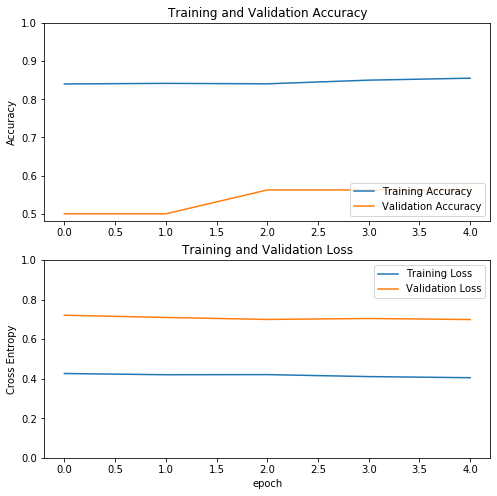 Training and Validation Accuracy
1.0
0.9
0.8
0.7
0.6
0.5
Accuracy
Training Accuracy
Validation Accuracy
0.0 0.5 1.0 1.5 2.0 2.5 3.0 3.5 4.0
Training and Validation Loss
1.0
0.8
0.6
0.4
0.2
0.0
Cross Entropy
Training Loss
Validation Loss
0.0 0.5 1.0 1.5 2.0 2.5 3.0 3.5 4.0
epoch